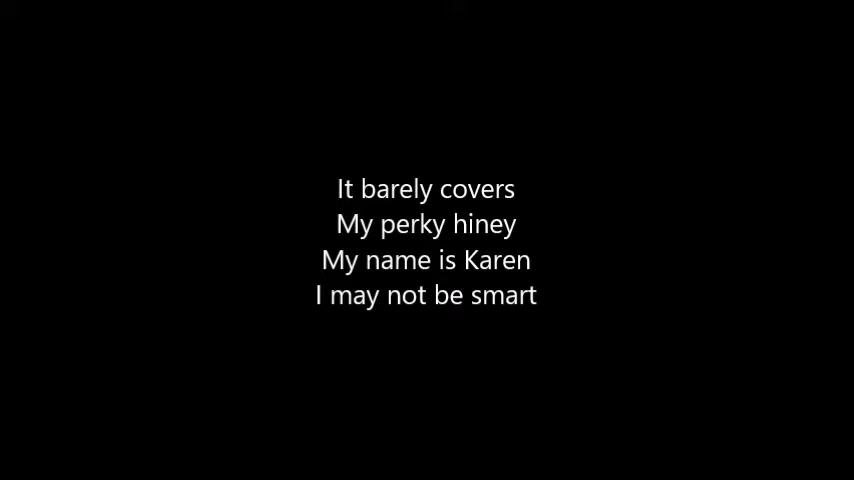 It barely covers
My perky hiney
My name is Karen
I may not be smart